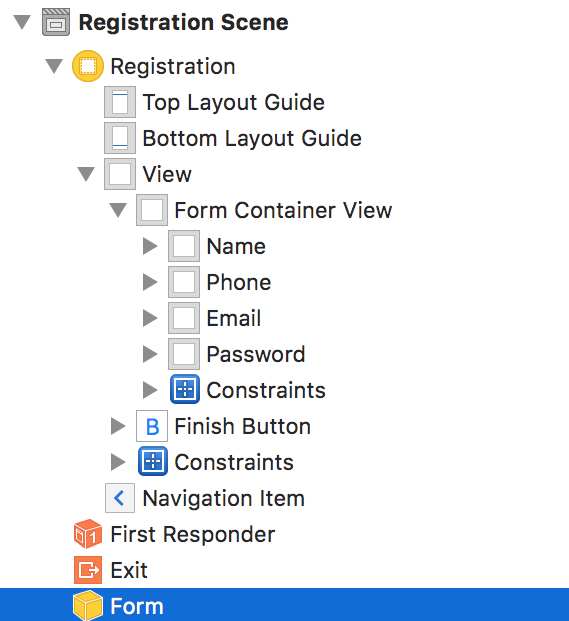 Registration Scene
Registration
Top Layout Guide
Bottom Layout Guide
View
Form Container View
Name
Phone
Email
Password
Constraints
B Finish Button
Constraints
Navigation Item
1 First Responder
Exit
Form